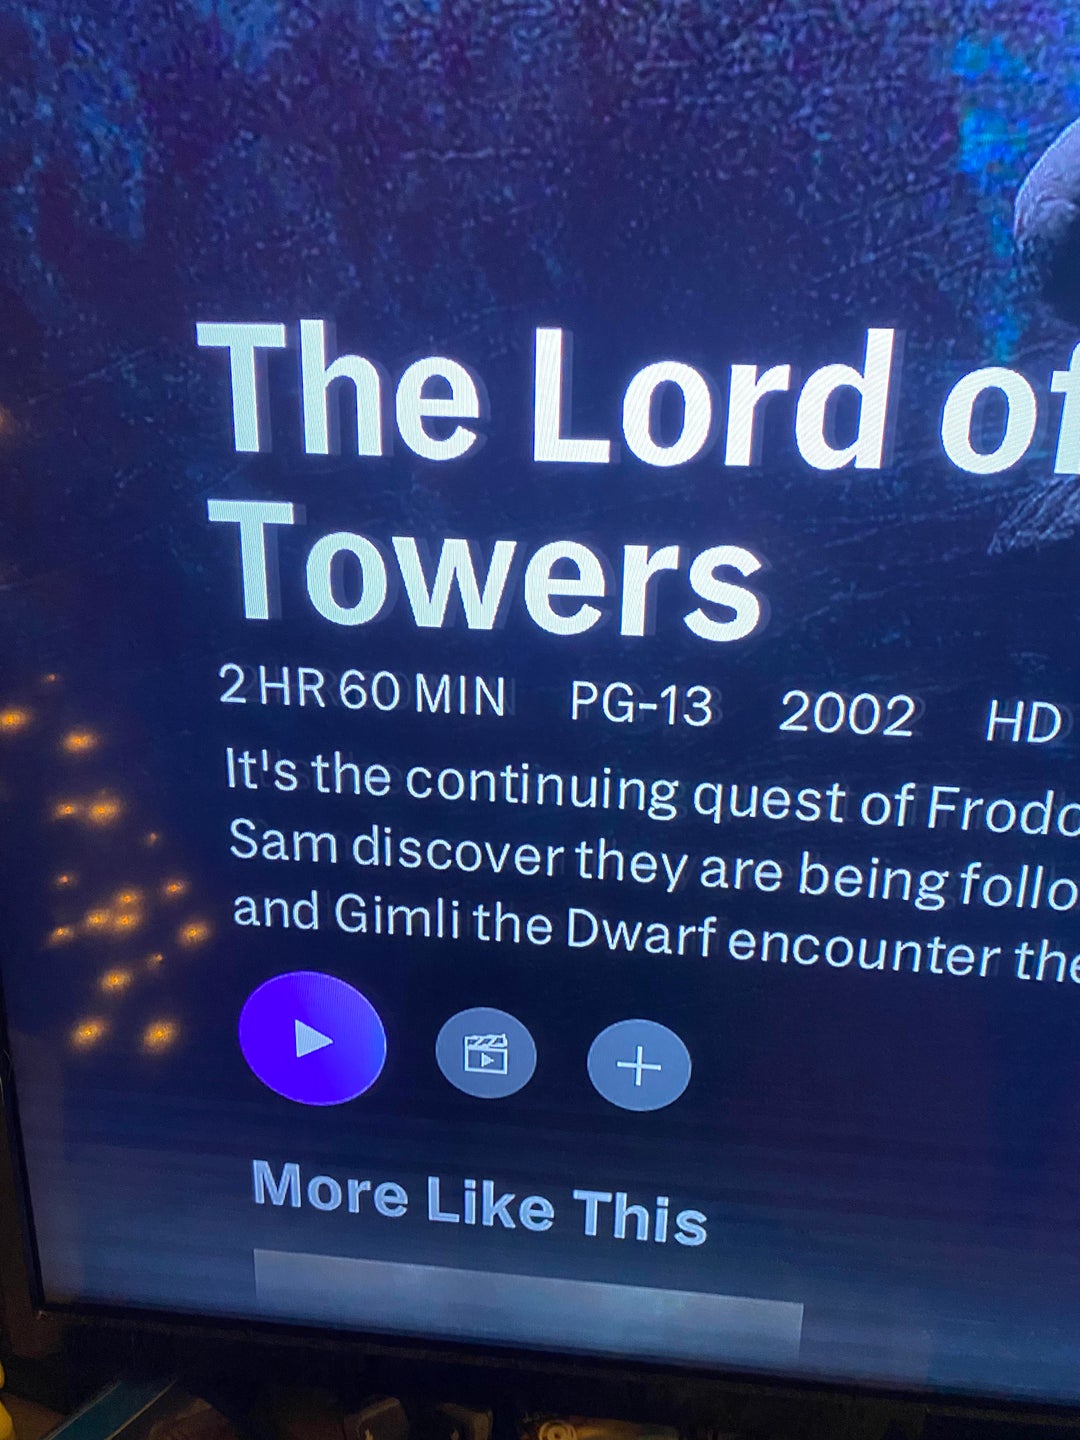 The Lord of
Towers
2 HR 60 MIN PG-13 2002 HD
It's the continuing quest of Frodo
Sam discover they are being follo
and Gimli the Dwarf encounter the
More Like This